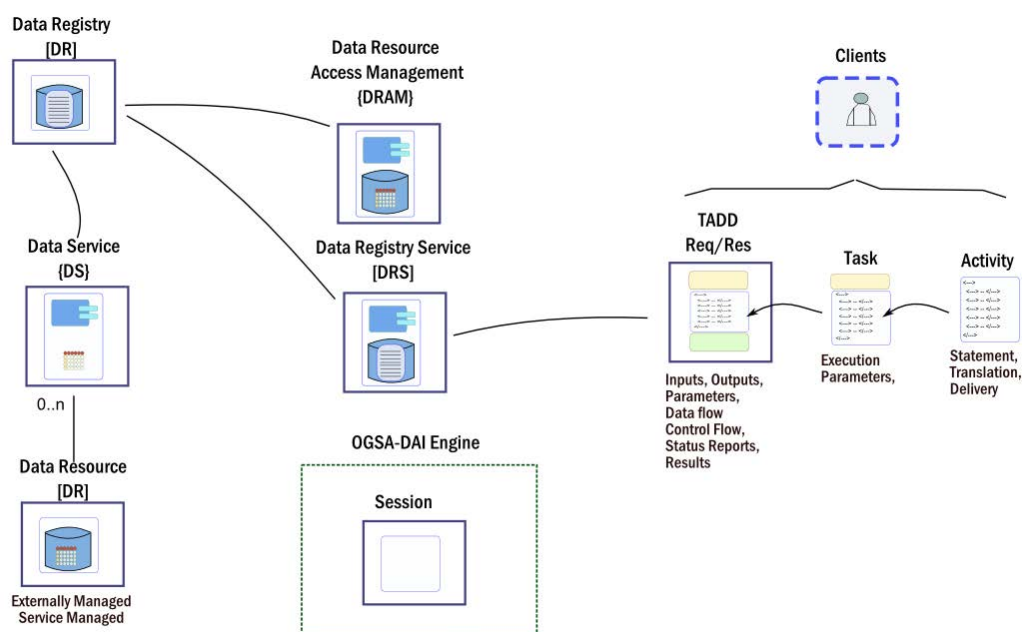 Data Registry
[DR]
Data Resource
Access Management
{DRAM}
Clients
TADD
Req/Res
Data Service
{DS}
Data Registry Service
[DRS]
Task
Activity
Execution
Parameters,
Statement,
Translation,
Delivery
Inputs, Outputs,
Parameters,
Data flow
Control Flow,
Status Reports,
Results
0..n
OGSA-DAI Engine
Data Resource
[DR]
Session
Externally Managed
Service Managed